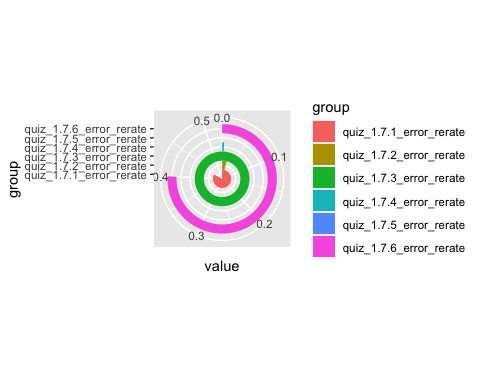 group
quiz_1.7.6_error_rerate
quiz_1.7.5_error_rerate
quiz_1.7.4_error_rerate
quiz_1.7.3_error_rerate
quiz_1.7.2_error_rerate
quiz_1.7.1_error_rerate
0.0
0.1
0.2
0.3
0.4
0.5
value
group
quiz_1.7.1_error_rerate
quiz_1.7.2_error_rerate
quiz_1.7.3_error_rerate
quiz_1.7.4_error_rerate
quiz_1.7.5_error_rerate
quiz_1.7.6_error_rerate